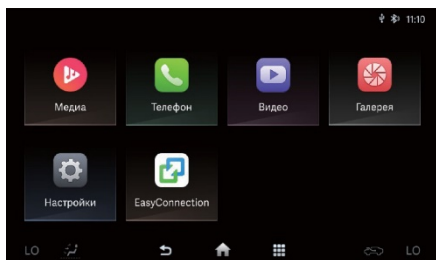 11:10
Медиа
Телефон
Видео
Галерея
Настройки
EasyConnection
LO
LO